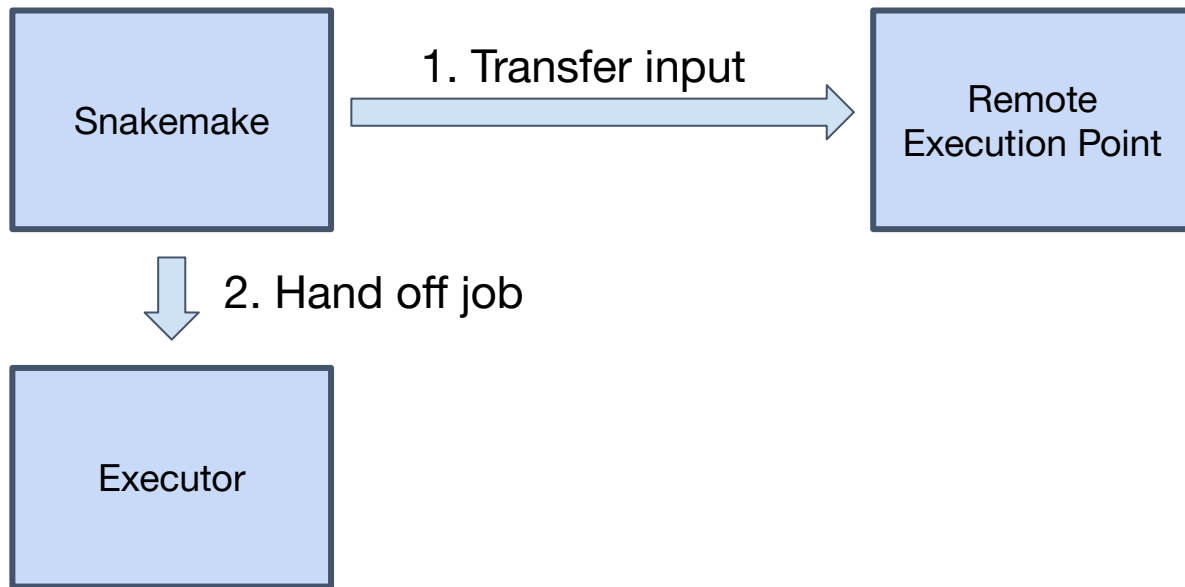 Snakemake
1. Transfer input
Remote
Execution Point
2. Hand off job
Executor